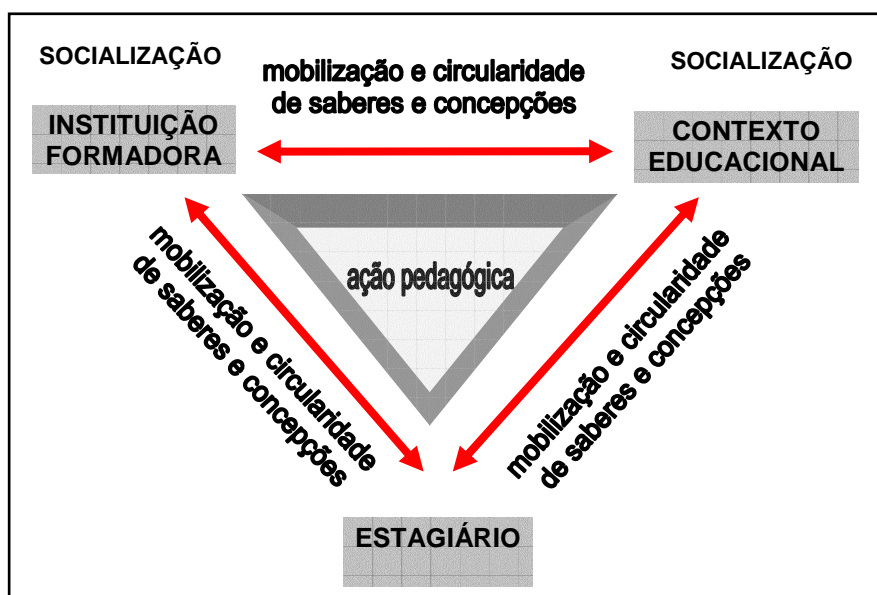 SOCIALIZAÇÃO
mobilização e circularidade
de saberes e concepções
SOCIALIZAÇÃO
INSTITUIÇÃO
FORMADORA
CONTEXTO
EDUCACIONAL
ação pedagógica
mobilização e circularidade
de saberes e concepções
mobilização e circularidade
de saberes e concepções
ESTAGIÁRIO